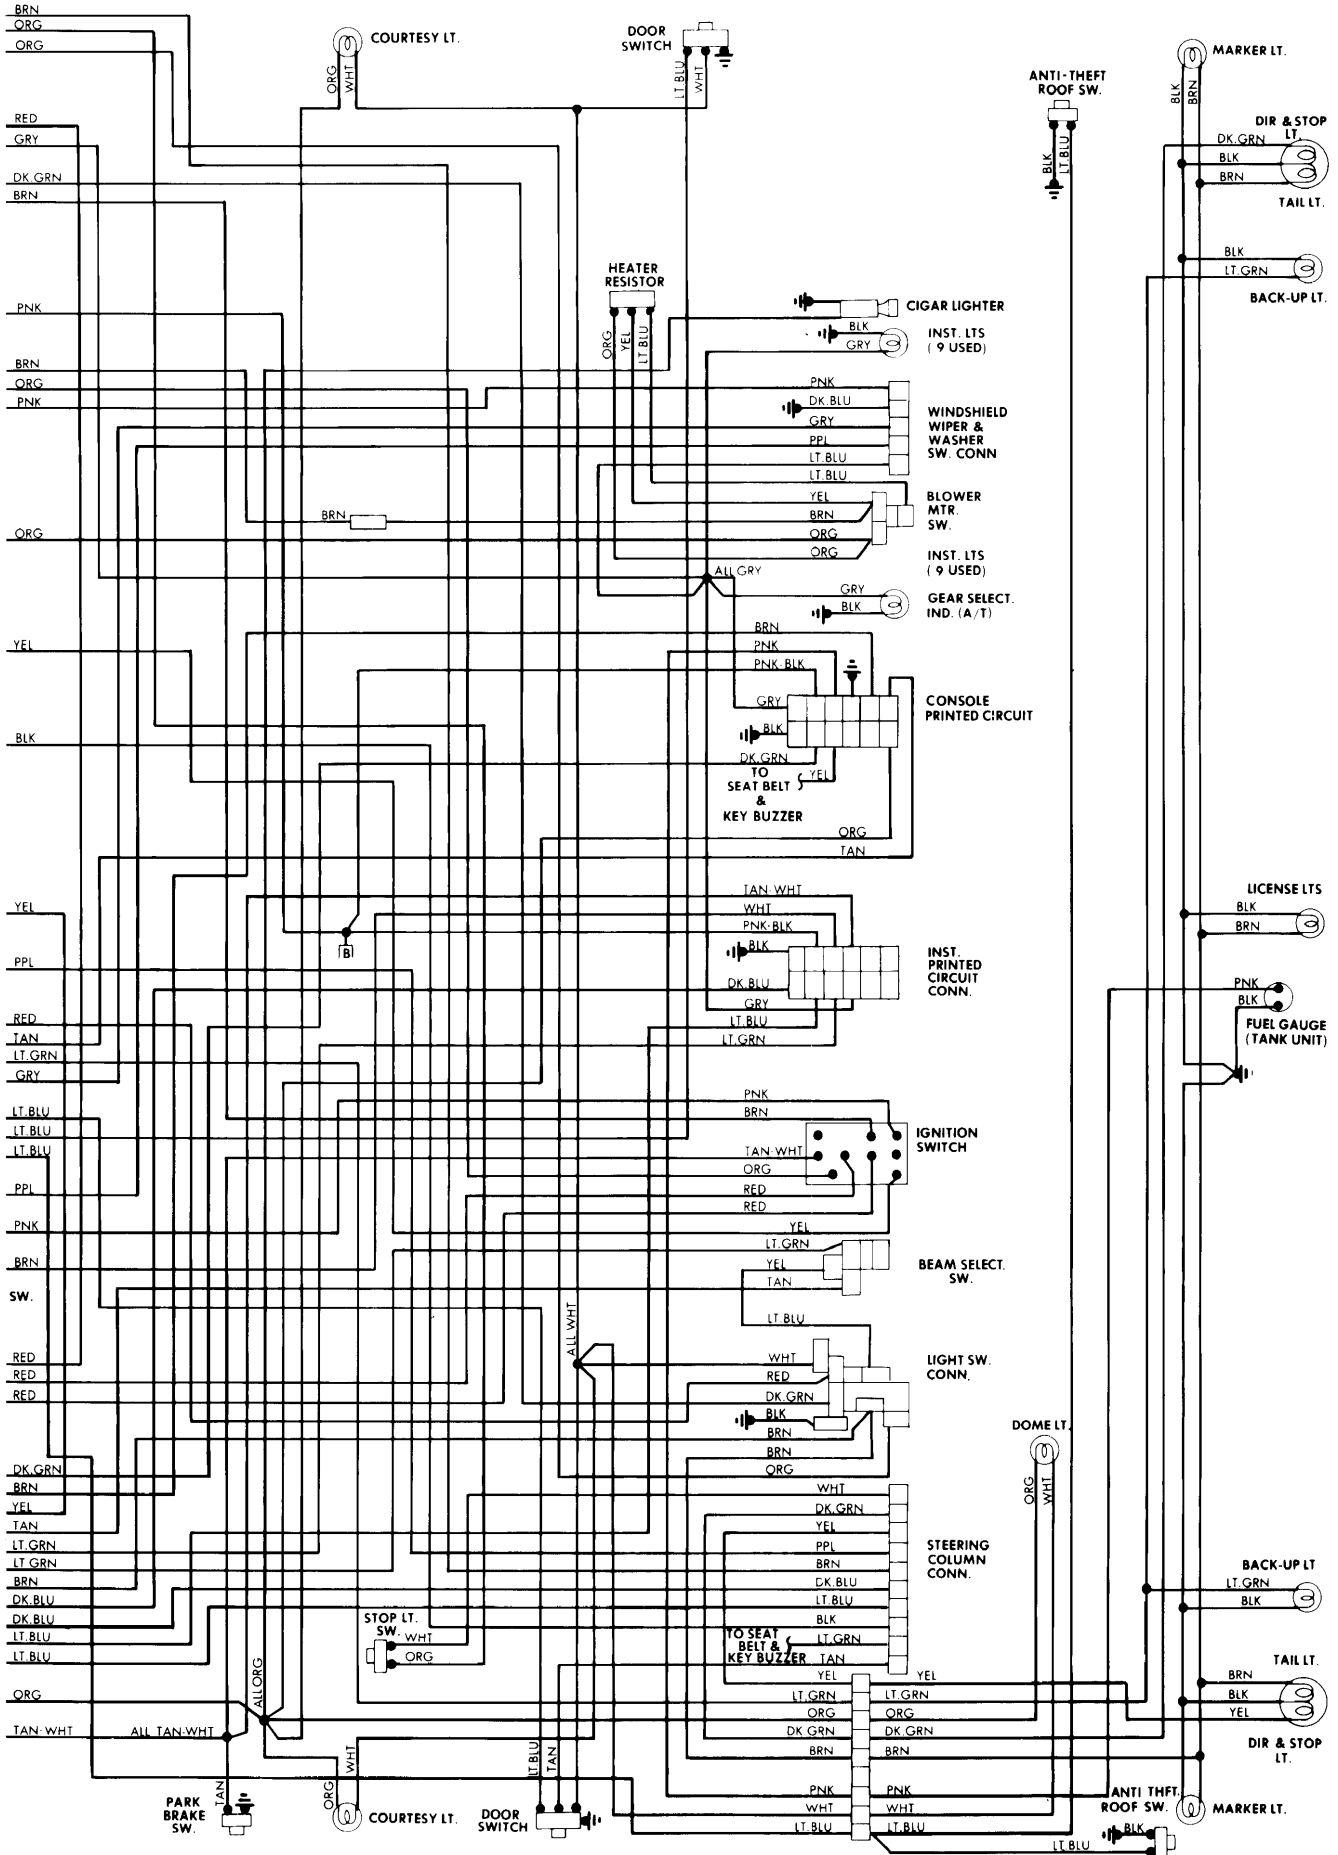 BRN
ORG
ORG
RED
GRY
DK GRN
BRN
PNK
BRN
ORG
PNK
ORG
YEL
BLK
YEL
PPL
RED
TAN
LT.GRN
GRY
LT.BLU
LT.BLU
LT.BLU
PPL
PNK
BRN
SW.
RED
RED
RED
DK.GRN
BRN
YEL
TAN
LT.GRN
LT GRN
BRN
DK.BLU
DK.BLU
LT.BLU
LT.BLU
ORG
TAN-WHT
ALL TAN-WHT
ALL ORG
TAN
PARK
BRAKE
SW.
COURTESY LT.
ORG
WHT
DOOR
SWITCH
LT.BLU
WHT
ANTI-THEFT
ROOF SW.
BLK
LT.BLU
MARKER LT.
BLK
BRN
DIR & STOP
LT.
DK.GRN
BLK
BRN
TAIL LT.
BLK
LT.GRN
BACK-UP LT.
HEATER
RESISTOR
ORG
YEL
LT BLU
CIGAR LIGHTER
BLK
GRY
INST. LTS
( 9 USED)
PNK
DK.BLU
GRY
PPL
LT.BLU
WINDSHIELD
WIPER &
WASHER
SW. CONN
LT.BLU
YEL
BRN
BRN
ORG
ORG
BLOWER
MTR.
SW.
INST. LTS
( 9 USED)
ALL GRY
GRY
BLK
GEAR SELECT.
IND. (A/T)
BRN
PNK
PNK-BLK
GRY
BLK
DK.GRN
YEL
CONSOLE
PRINTED CIRCUIT
TO
SEAT BELT
&
KEY BUZZER
ORG
TAN
TAN-WHT
WHT
PNK-BLK
B
BLK
DK.BLU
GRY
LT.BLU
LT.GRN
INST.
PRINTED
CIRCUIT
CONN.
LICENSE LTS
BLK
BRN
PNK
BLK
FUEL GAUGE
(TANK UNIT)
PNK
BRN
TAN-WHT
ORG
RED
RED
YEL
IGNITION
SWITCH
LT.GRN
YEL
TAN
BEAM SELECT.
SW.
LT.BLU
ALL WHT
WHT
RED
DK.GRN
BLK
BRN
BRN
ORG
LIGHT SW.
CONN.
DOME LT.
ORG
WHT
WHT
DK.GRN
YEL
PPL
BRN
DK.BLU
LT.BLU
BLK
LT.GRN
TAN
STEERING
COLUMN
CONN.
TO SEAT
BELT &
KEY BUZZER
STOP LT.
SW.
WHT
ORG
BACK-UP LT
LT.GRN
BLK
TAIL LT.
BRN
BLK
YEL
DIR & STOP
LT.
YEL
YEL
LT.GRN
LT.GRN
ORG
ORG
DK GRN
DK.GRN
BRN
BRN
PNK
PNK
WHT
WHT
LT.BLU
LT.BLU
ORG
WHT
COURTESY LT.
LT.BLU
TAN
DOOR
SWITCH
ANTI THFT
ROOF SW.
BLK
LT BLU
MARKER LT.